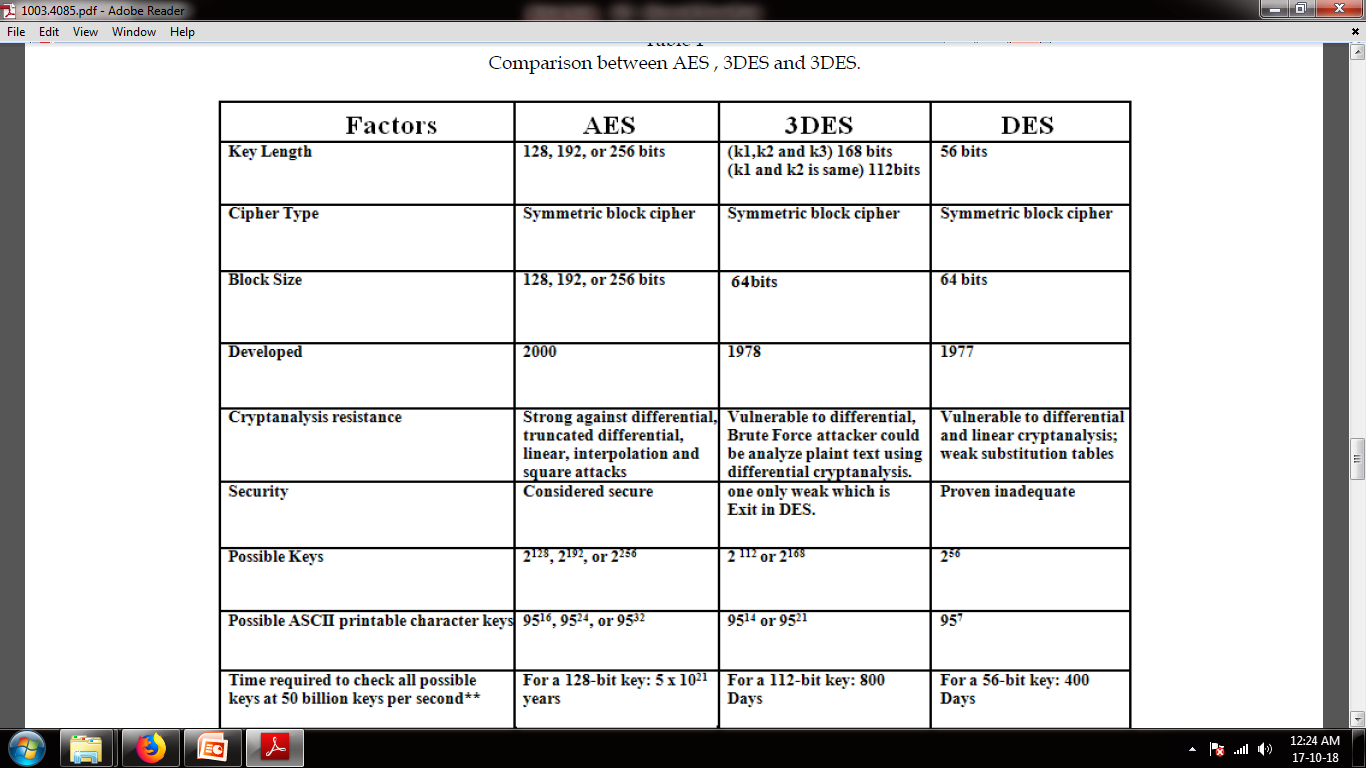 1003.4085.pdf - Adobe Reader
File Edit View Window Help
Comparison between AES , 3DES and 3DES.
Factors AES 3DES DES
Key Length 128, 192, or 256 bits (k1,k2 and k3) 168 bits 56 bits
(k1 and k2 is same) 112bits
Cipher Type Symmetric block cipher Symmetric block cipher Symmetric block cipher
Block Size 128, 192, or 256 bits 64bits 64 bits
Developed 2000 1978 1977
Cryptanalysis resistance Strong against differential, Vulnerable to differential, Vulnerable to differential
truncated differential, Brute Force attacker could and linear cryptanalysis;
linear, interpolation and be analyze plaint text using weak substitution tables
square attacks differential cryptanalysis.
Security Considered secure one only weak which is Proven inadequate
Exit in DES.
Possible Keys 2¹²⁸, 2¹⁹², or 2²⁵⁶ 2 ¹¹² or 2¹⁶⁸ 2⁵⁶
Possible ASCII printable character keys 95¹⁶, 95²⁴, or 95³² 95¹⁴ or 95²¹ 95⁷
Time required to check all possible For a 128-bit key: 5 x 10²¹ For a 112-bit key: 800 For a 56-bit key: 400
keys at 50 billion keys per second** years Days Days
12:24 AM
17-10-18